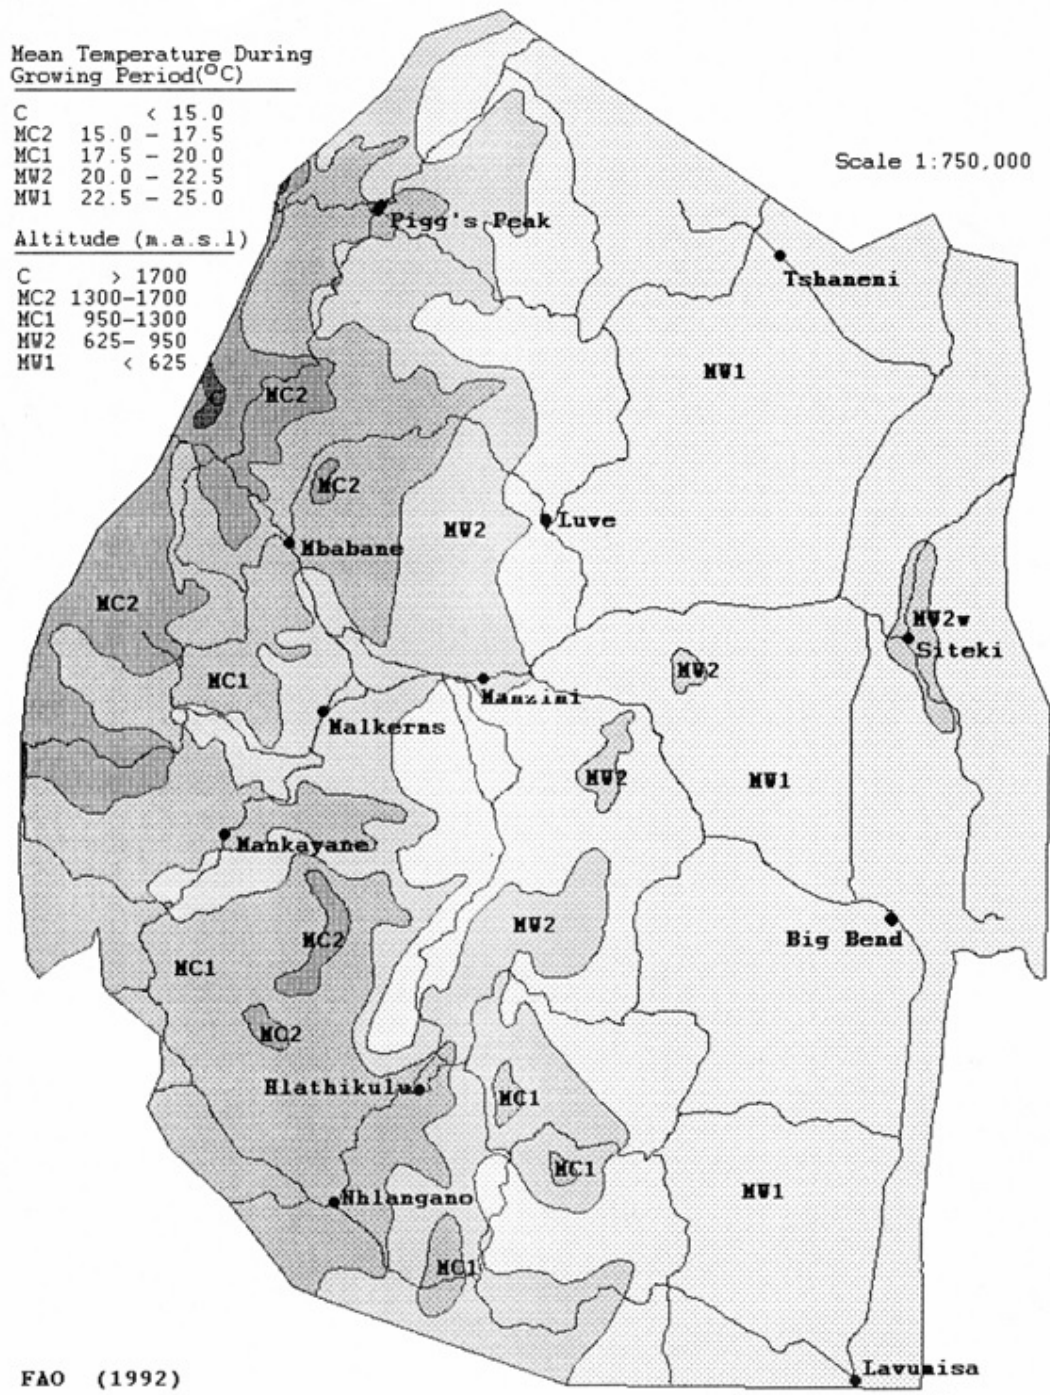 Mean Temperature During
Growing Period(°C)
C < 15.0
MC2 15.0 - 17.5
MC1 17.5 - 20.0
MW2 20.0 - 22.5
MW1 22.5 - 25.0
Scale 1:750,000
Altitude (m.a.s.l)
C > 1700
MC2 1300-1700
MC1 950-1300
MW2 625- 950
MW1 < 625
Pigg's Peak
Tshaneni
MW1
MC2
C
MC2
MW2
Luve
Mbabane
MC2
MW2w
Siteki
MW2
MC1
Manzini
Malkerns
MW2
MW1
Mankayane
MW2
MC2
Big Bend
MC1
MC2
Hlathikulu
MC1
MC1
MW1
Nhlangano
MC1
Lavumisa
FAO (1992)